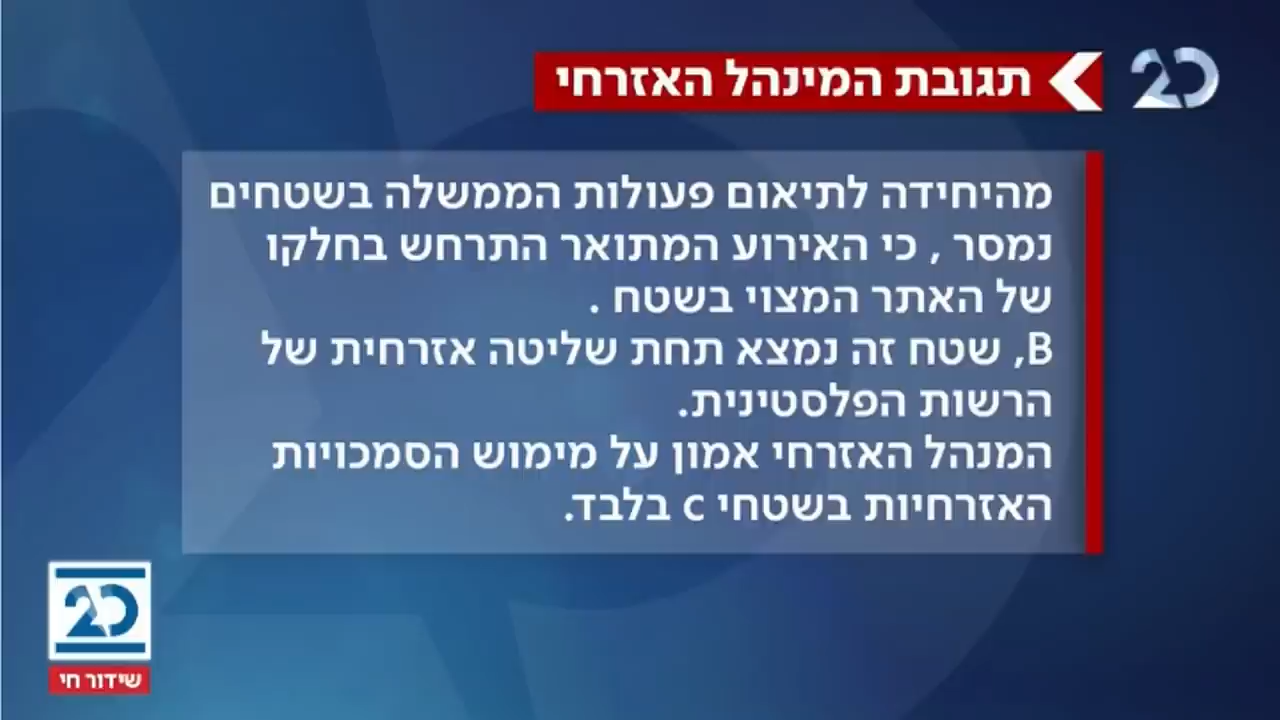 תגובת המינהל האזרחי
20
מהיחידה לתיאום פעולות הממשלה בשטחים
נמסר , כי האירוע המתואר התרחש בחלקו
של האתר המצוי בשטח .
B, שטח זה נמצא תחת שליטה אזרחית של
הרשות הפלסטינית.
המנהל האזרחי אמון על מימוש הסמכויות
האזרחיות בשטחי c בלבד.
20
שידור חי